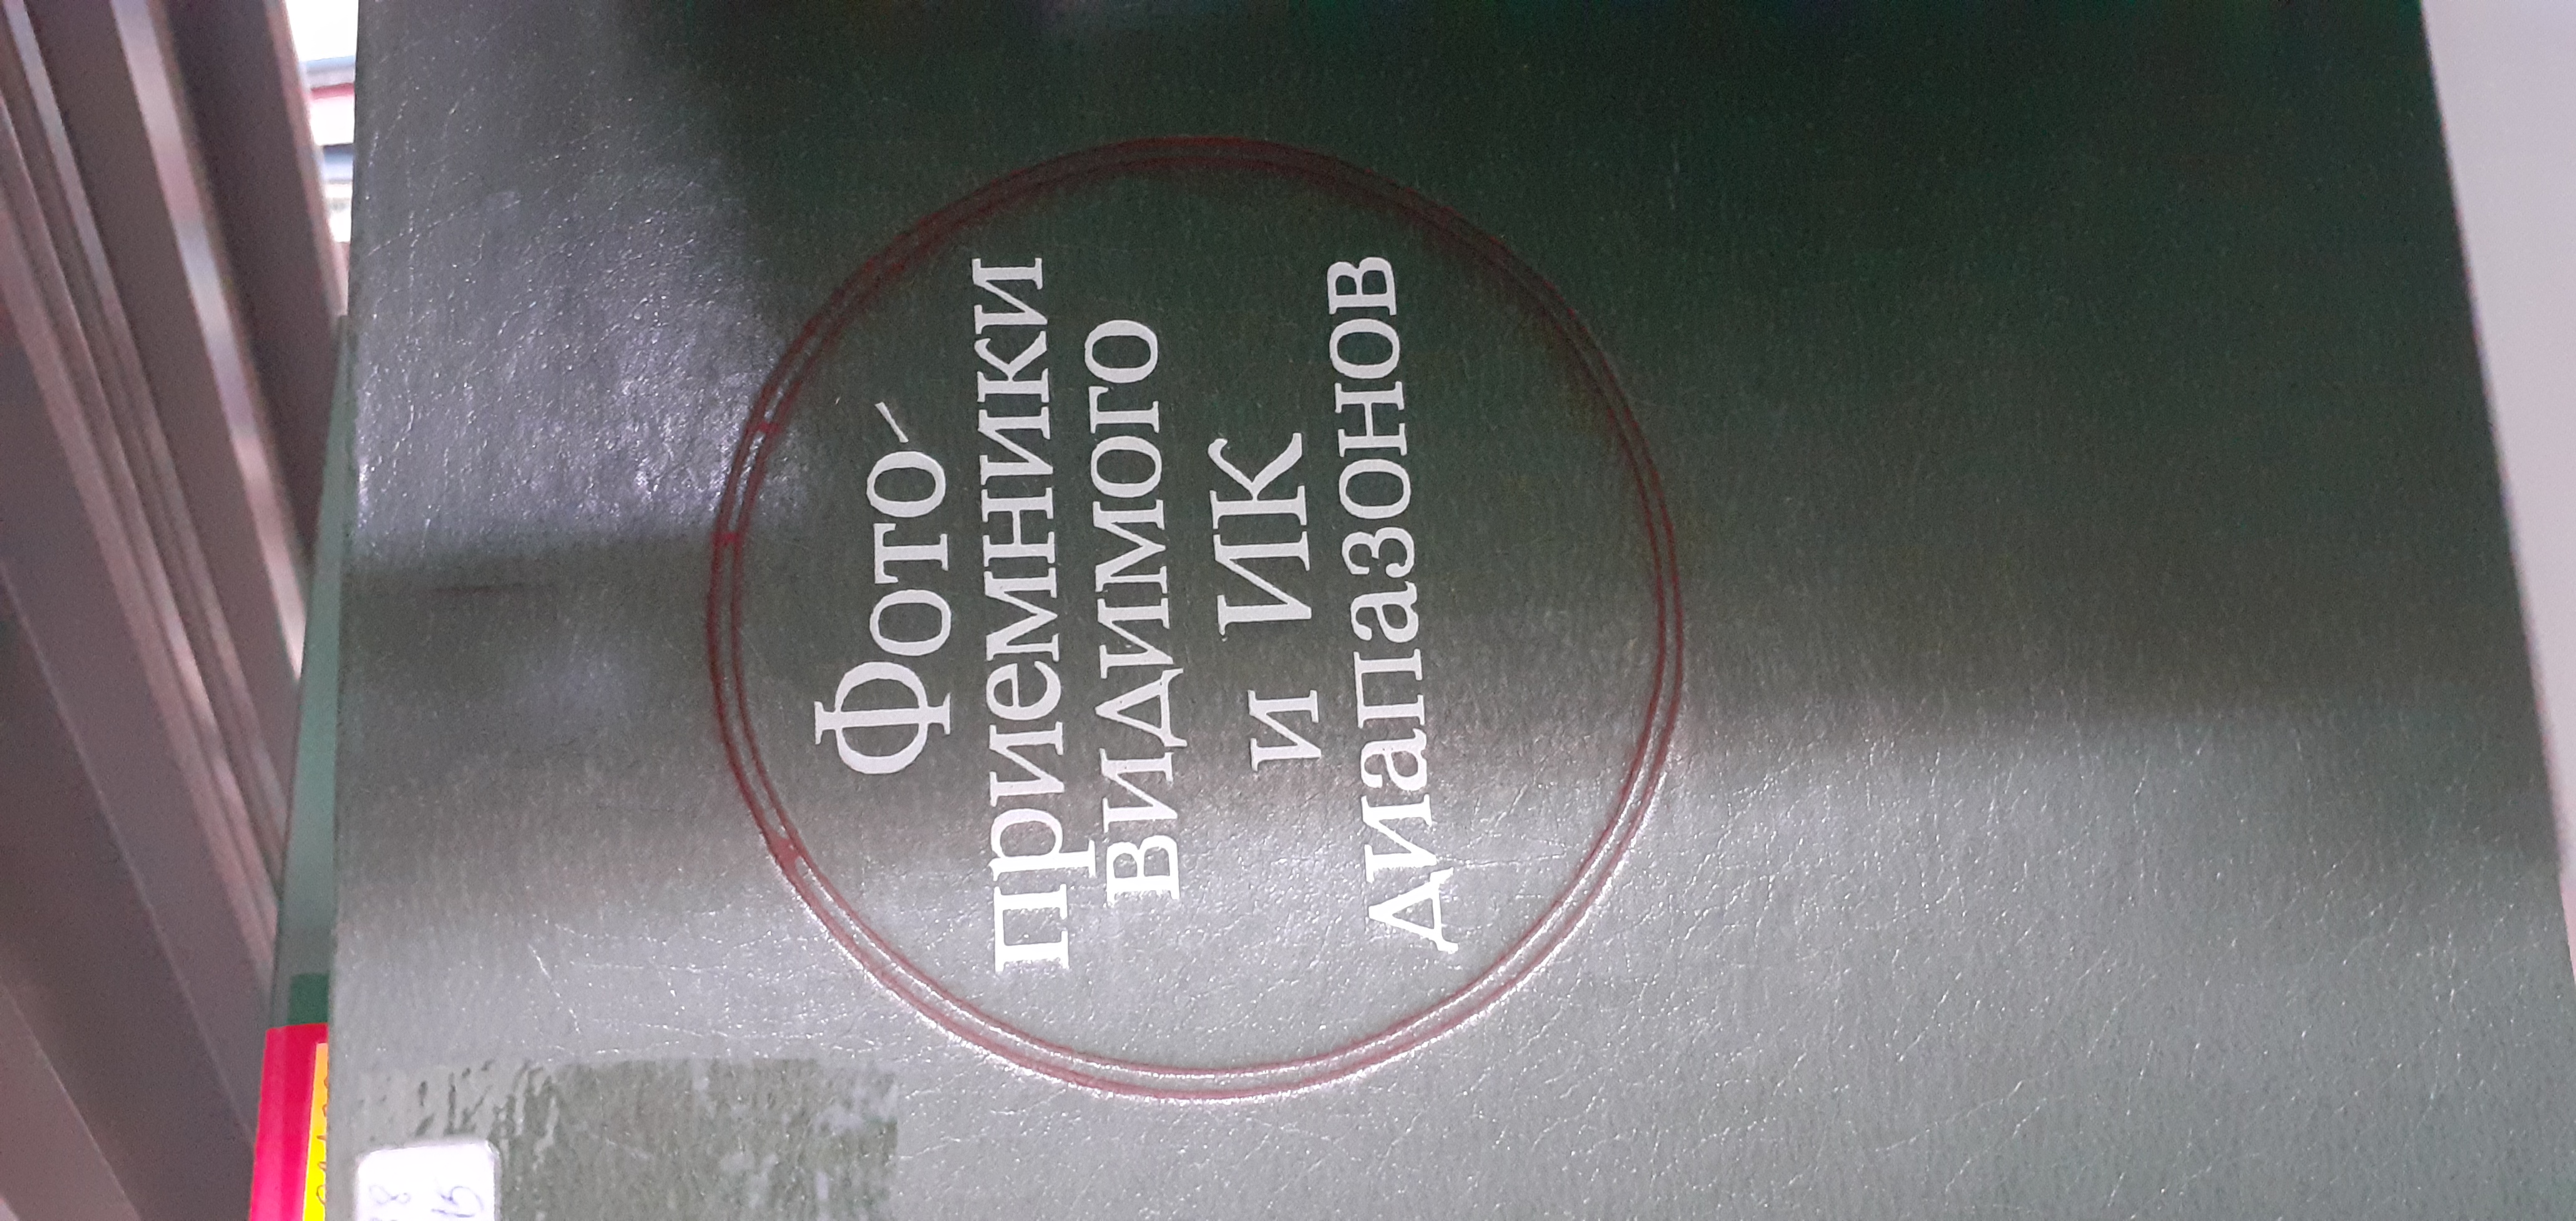 Фото-
приемники
видимого
и ИК
диапазонов